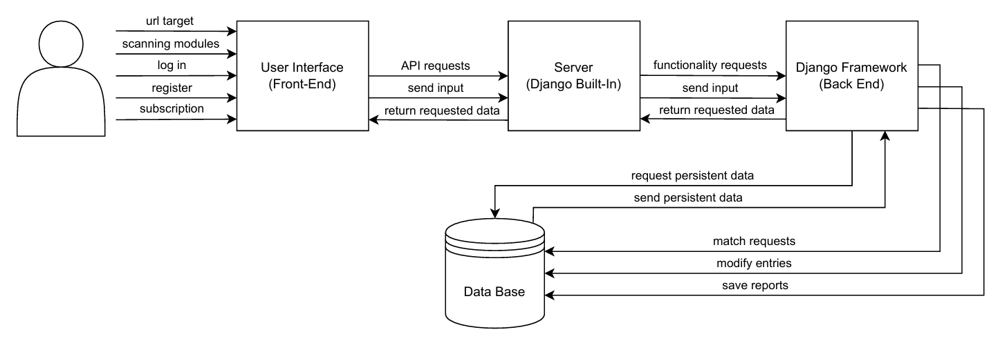 url target
scanning modules
log in
register
subscription
User Interface
(Front-End)
API requests
send input
return requested data
Server
(Django Built-In)
functionality requests
send input
return requested data
Django Framework
(Back End)
request persistent data
send persistent data
match requests
modify entries
save reports
Data Base